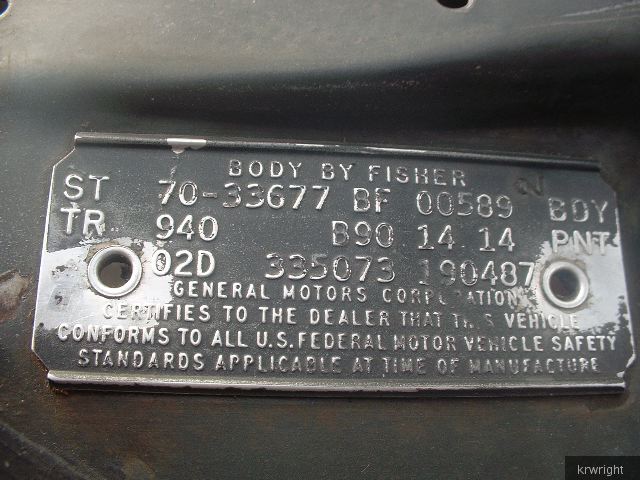 BODY BY FISHER
ST 70-33677 BF 00589 BDY
TR 940 B90 14 14 PNT
02D 335073 190487
GENERAL MOTORS CORPORATION
CERTIFIES TO THE DEALER THAT THIS VEHICLE
CONFORMS TO ALL U.S. FEDERAL MOTOR VEHICLE SAFETY
STANDARDS APPLICABLE AT TIME OF MANUFACTURE
krwright